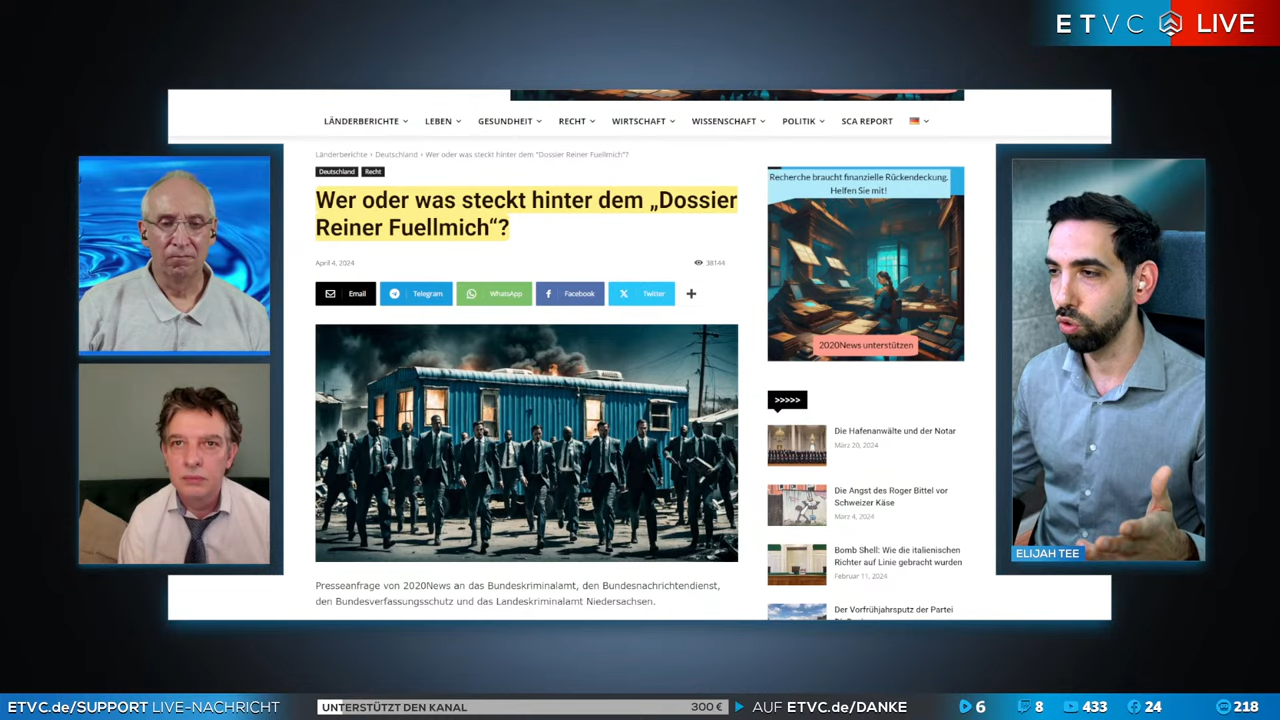 ETVC LIVE
LÄNDERBERICHTE LEBEN GESUNDHEIT RECHT WIRTSCHAFT WISSENSCHAFT POLITIK SCA REPORT
Länderberichte › Deutschland › Wer oder was steckt hinter dem "Dossier Reiner Fuellmich"?
Deutschland Recht
Wer oder was steckt hinter dem „Dossier
Reiner Fuellmich“?
April 4, 2024
38144
Email Telegram WhatsApp Facebook Twitter
Presseanfrage von 2020News an das Bundeskriminalamt, den Bundesnachrichtendienst,
den Bundesverfassungsschutz und das Landeskriminalamt Niedersachsen.
Recherche braucht finanzielle Rückendeckung.
Helfen Sie mit!
2020News unterstützen
>>>>>
Die Hafenanwälte und der Notar
März 20, 2024
Die Angst des Roger Bittel vor
Schweizer Käse
März 4, 2024
Bomb Shell: Wie die italienischen
Richter auf Linie gebracht wurden
Februar 11, 2024
Der Vorfrühjahrsputz der Partei
ELIJAH TEE
ETVC.de/SUPPORT LIVE-NACHRICHT
UNTERSTÜTZT DEN KANAL 300 €
AUF ETVC.de/DANKE
6 8 433 24 218